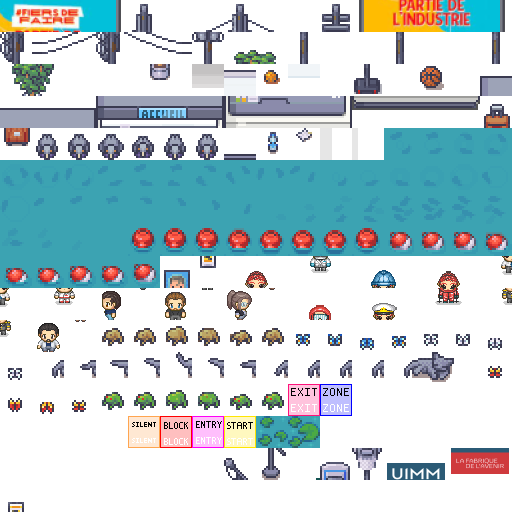 #FIERS DE
FAIRE
PARTIE DE
L'INDUSTRIE
ACCUEIL
EXIT
EXIT
ZONE
ZONE
SILENT
SILENT
BLOCK
BLOCK
ENTRY
ENTRY
START
START
UIMM
LA FABRIQUE
DE L'AVENIR